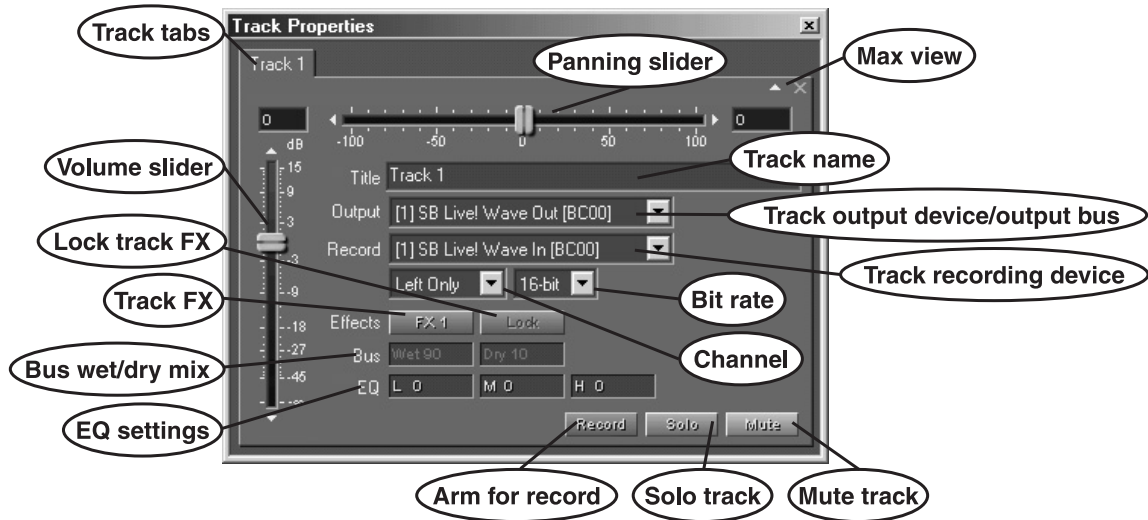 Track tabs
Track Properties
Track 1
Panning slider
Max view
0
0
dB
-100
-50
0
50
100
Volume slider
15
9
3
-3
-9
-18
-27
-45
Title Track 1
Track name
Output [1] SB Live! Wave Out [BC00]
Track output device/output bus
Lock track FX
Record [1] SB Live! Wave In [BC00]
Track recording device
Left Only 16-bit
Track FX
Bit rate
Effects FX 1 Lock
Bus wet/dry mix
Bus Wet 90 Dry 10
Channel
EQ L 0 M 0 H 0
EQ settings
Record Solo Mute
Arm for record
Solo track
Mute track